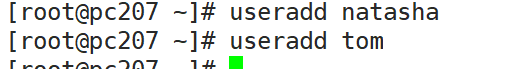 [root@pc207 ~]# useradd natasha
[root@pc207 ~]# useradd tom
[root@pc207 ~]#